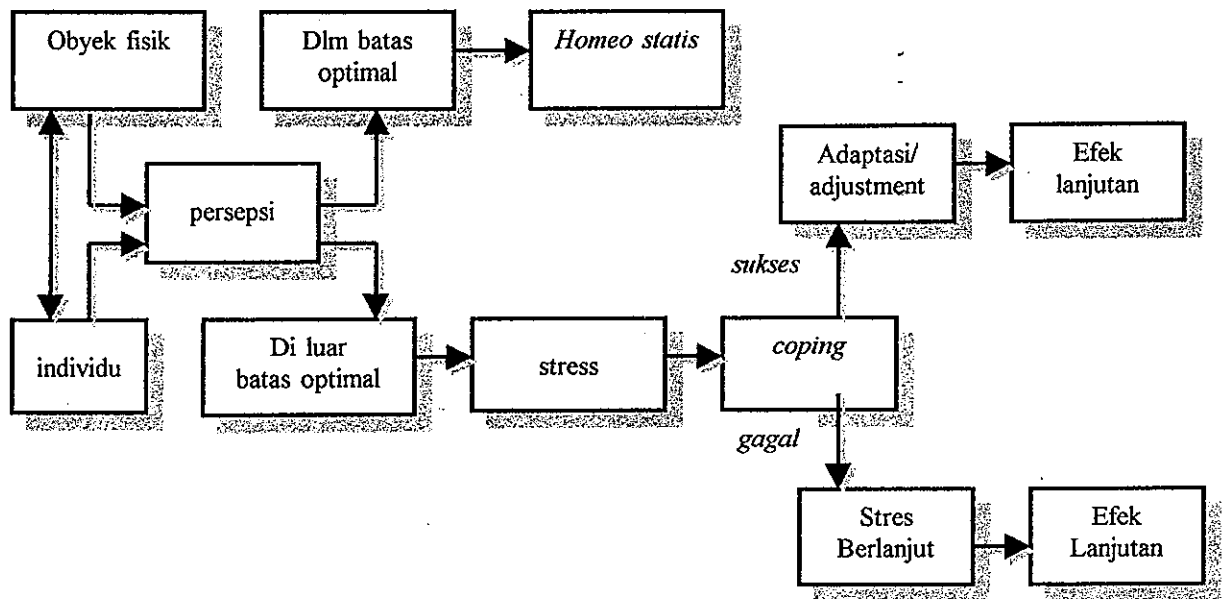 Obyek fisik
Dlm batas
optimal
Homeo statis
persepsi
individu
Di luar
batas optimal
stress
coping
sukses
gagal
Adaptasi/
adjustment
Efek
lanjutan
Stres
Berlanjut
Efek
Lanjutan